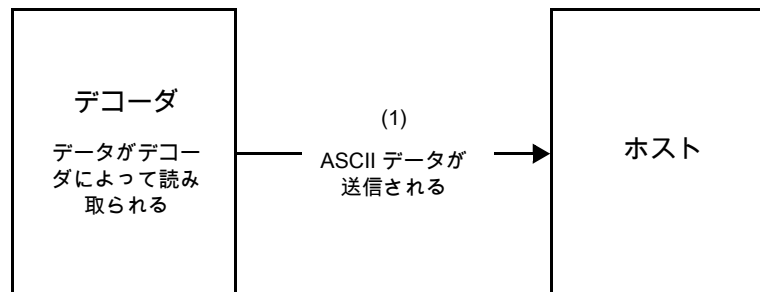 デコーダ
データがデコー
ダによって読み
取られる
(1)
ASCII データが
送信される
ホスト